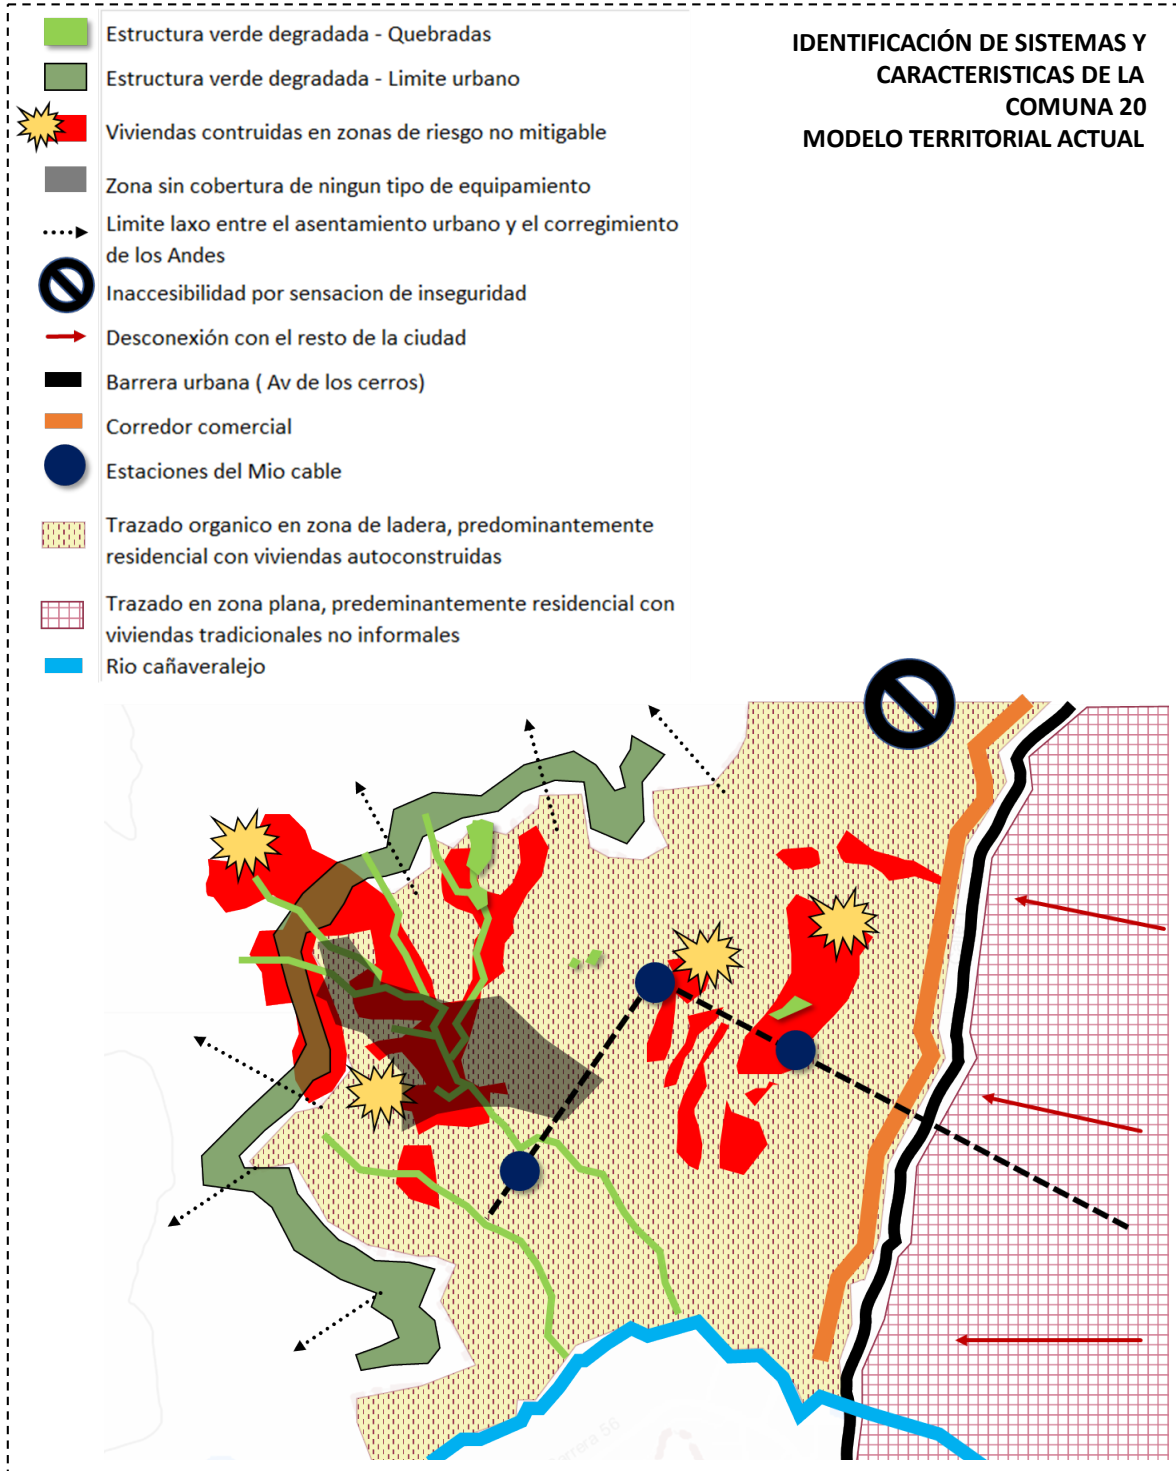 Estructura verde degradada - Quebradas
Estructura verde degradada - Limite urbano
Viviendas contruidas en zonas de riesgo no mitigable
Zona sin cobertura de ningun tipo de equipamiento
Limite laxo entre el asentamiento urbano y el corregimiento
de los Andes
Inaccesibilidad por sensacion de inseguridad
Desconexión con el resto de la ciudad
Barrera urbana ( Av de los cerros)
Corredor comercial
Estaciones del Mio cable
Trazado organico en zona de ladera, predominantemente
residencial con viviendas autoconstruidas
Trazado en zona plana, predeminantemente residencial con
viviendas tradicionales no informales
Rio cañaveralejo
IDENTIFICACIÓN DE SISTEMAS Y
CARACTERISTICAS DE LA
COMUNA 20
MODELO TERRITORIAL ACTUAL
56